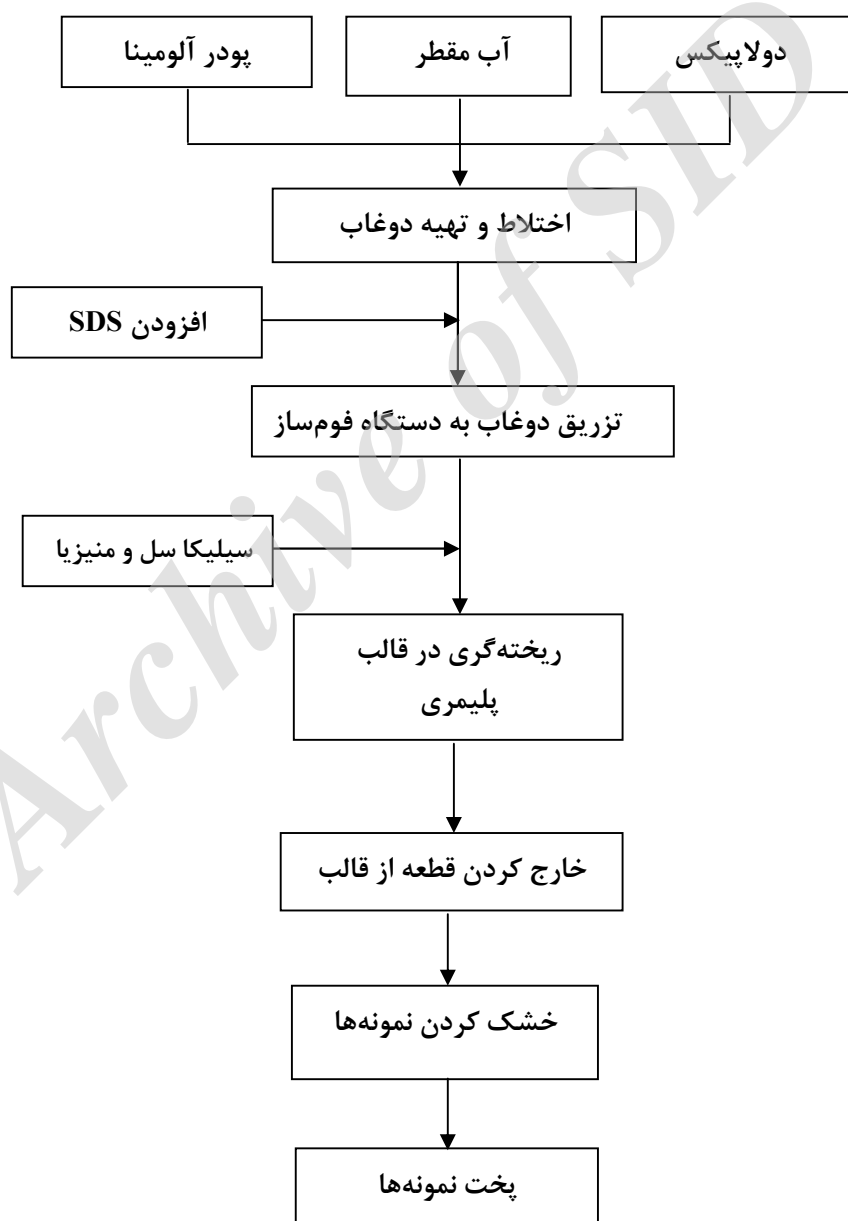 دولاپیکس
آب مقطر
پودر آلومینا
اختلاط و تهیه دوغاب
افزودن SDS
تزریق دوغاب به دستگاه فوم‌ساز
سیلیکا سل و منیزیا
ریخته‌گری در قالب
پلیمری
خارج کردن قطعه از قالب
خشک کردن نمونه‌ها
پخت نمونه‌ها
Archive of SID